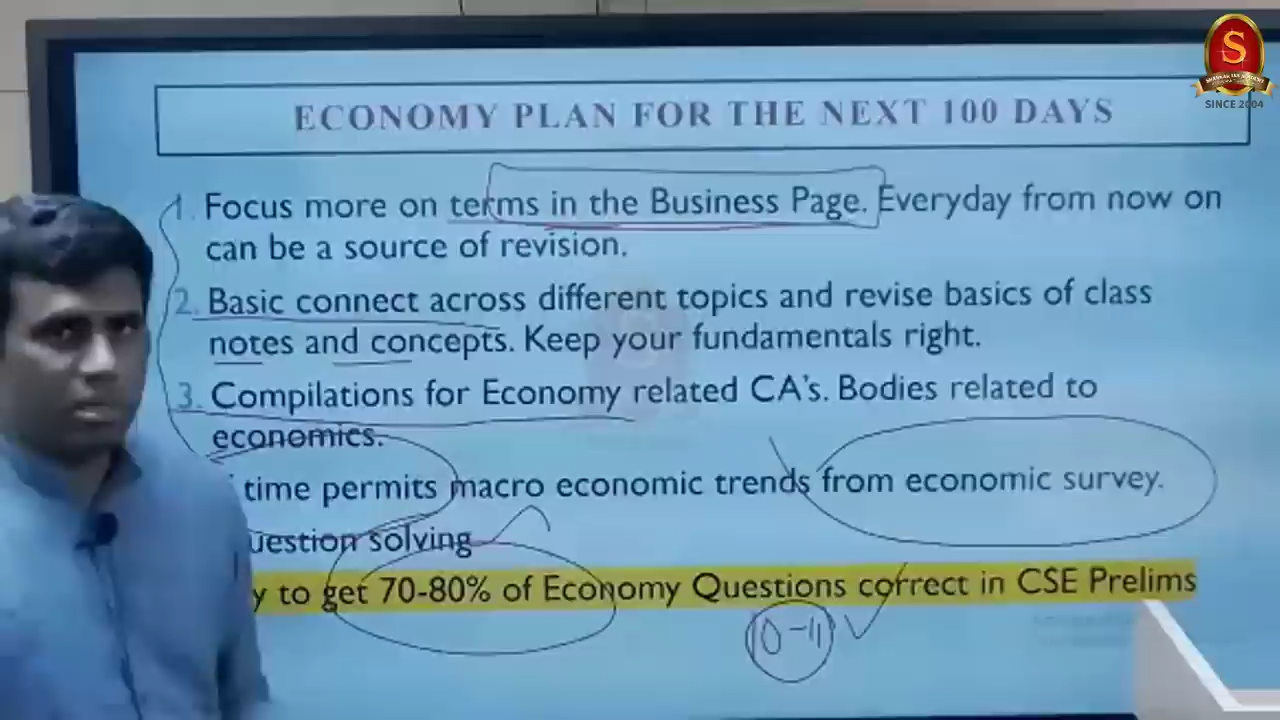 ECONOMY PLAN FOR THE NEXT 100 DAYS
1. Focus more on terms in the Business Page. Everyday from now on
can be a source of revision.
2. Basic connect across different topics and revise basics of class
notes and concepts. Keep your fundamentals right.
3. Compilations for Economy related CA's. Bodies related to
economics.
time permits macro economic trends from economic survey.
uestion solving
y to get 70-80% of Economy Questions correct in CSE Prelims
10-11
S
SHANKAR IAS ACADEMY
SINCE 2004